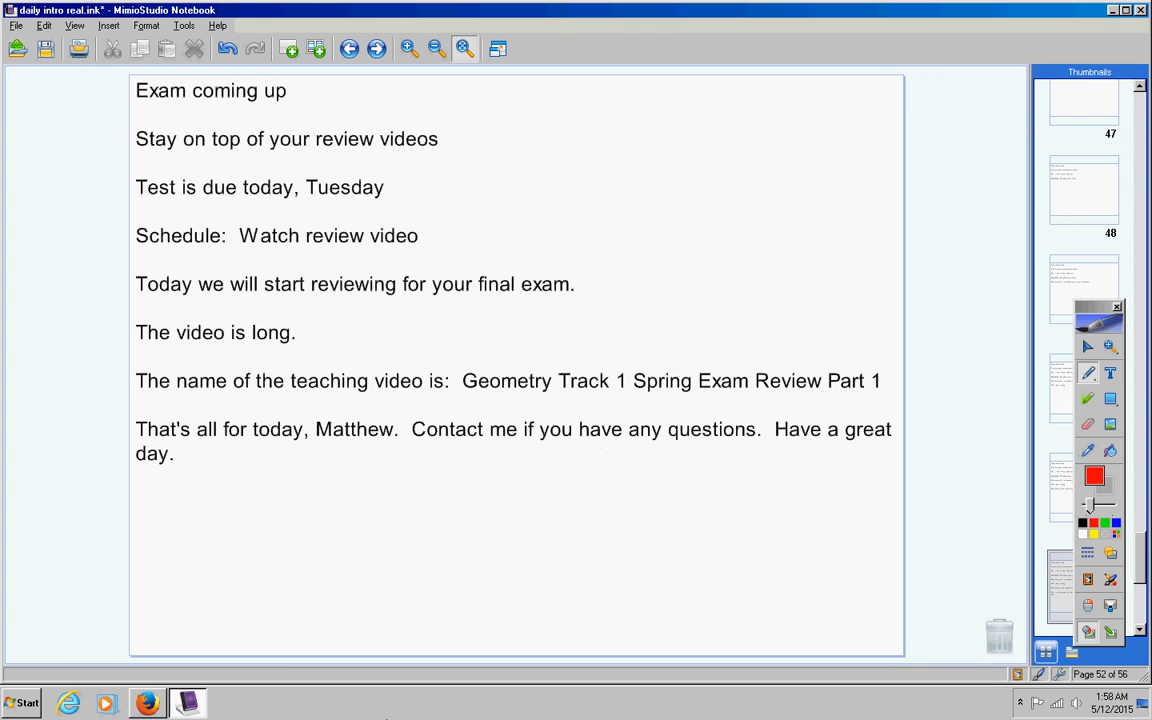 daily intro real.ink* - MimioStudio Notebook
File Edit View Insert Format Tools Help
Exam coming up
Stay on top of your review videos
Test is due today, Tuesday
Schedule: Watch review video
Today we will start reviewing for your final exam.
The video is long.
The name of the teaching video is: Geometry Track 1 Spring Exam Review Part 1
That's all for today, Matthew. Contact me if you have any questions. Have a great
day.
Thumbnails
47
48
T
Page 52 of 56
Start
1:58 AM
5/12/2015